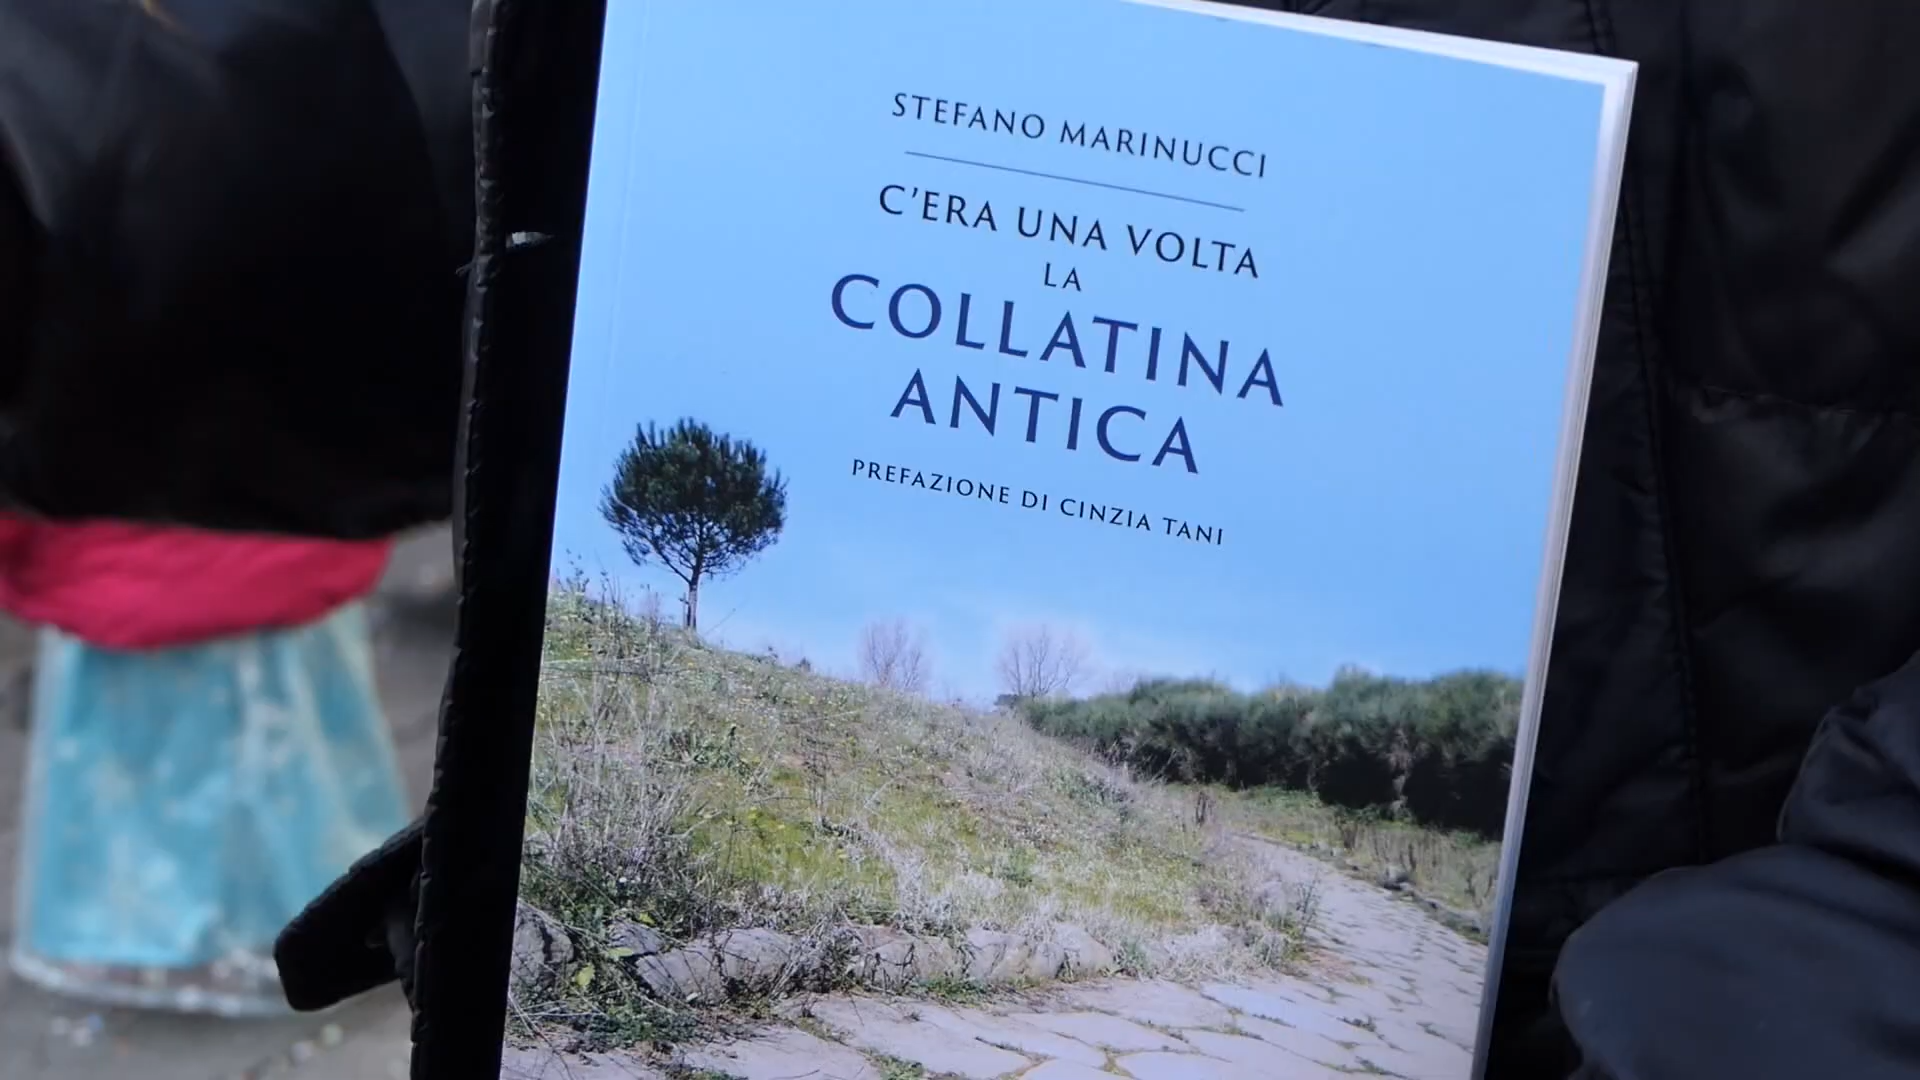 STEFANO MARINUCCI
C'ERA UNA VOLTA
LA
COLLATINA
ANTICA
PREFAZIONE DI CINZIA TANI